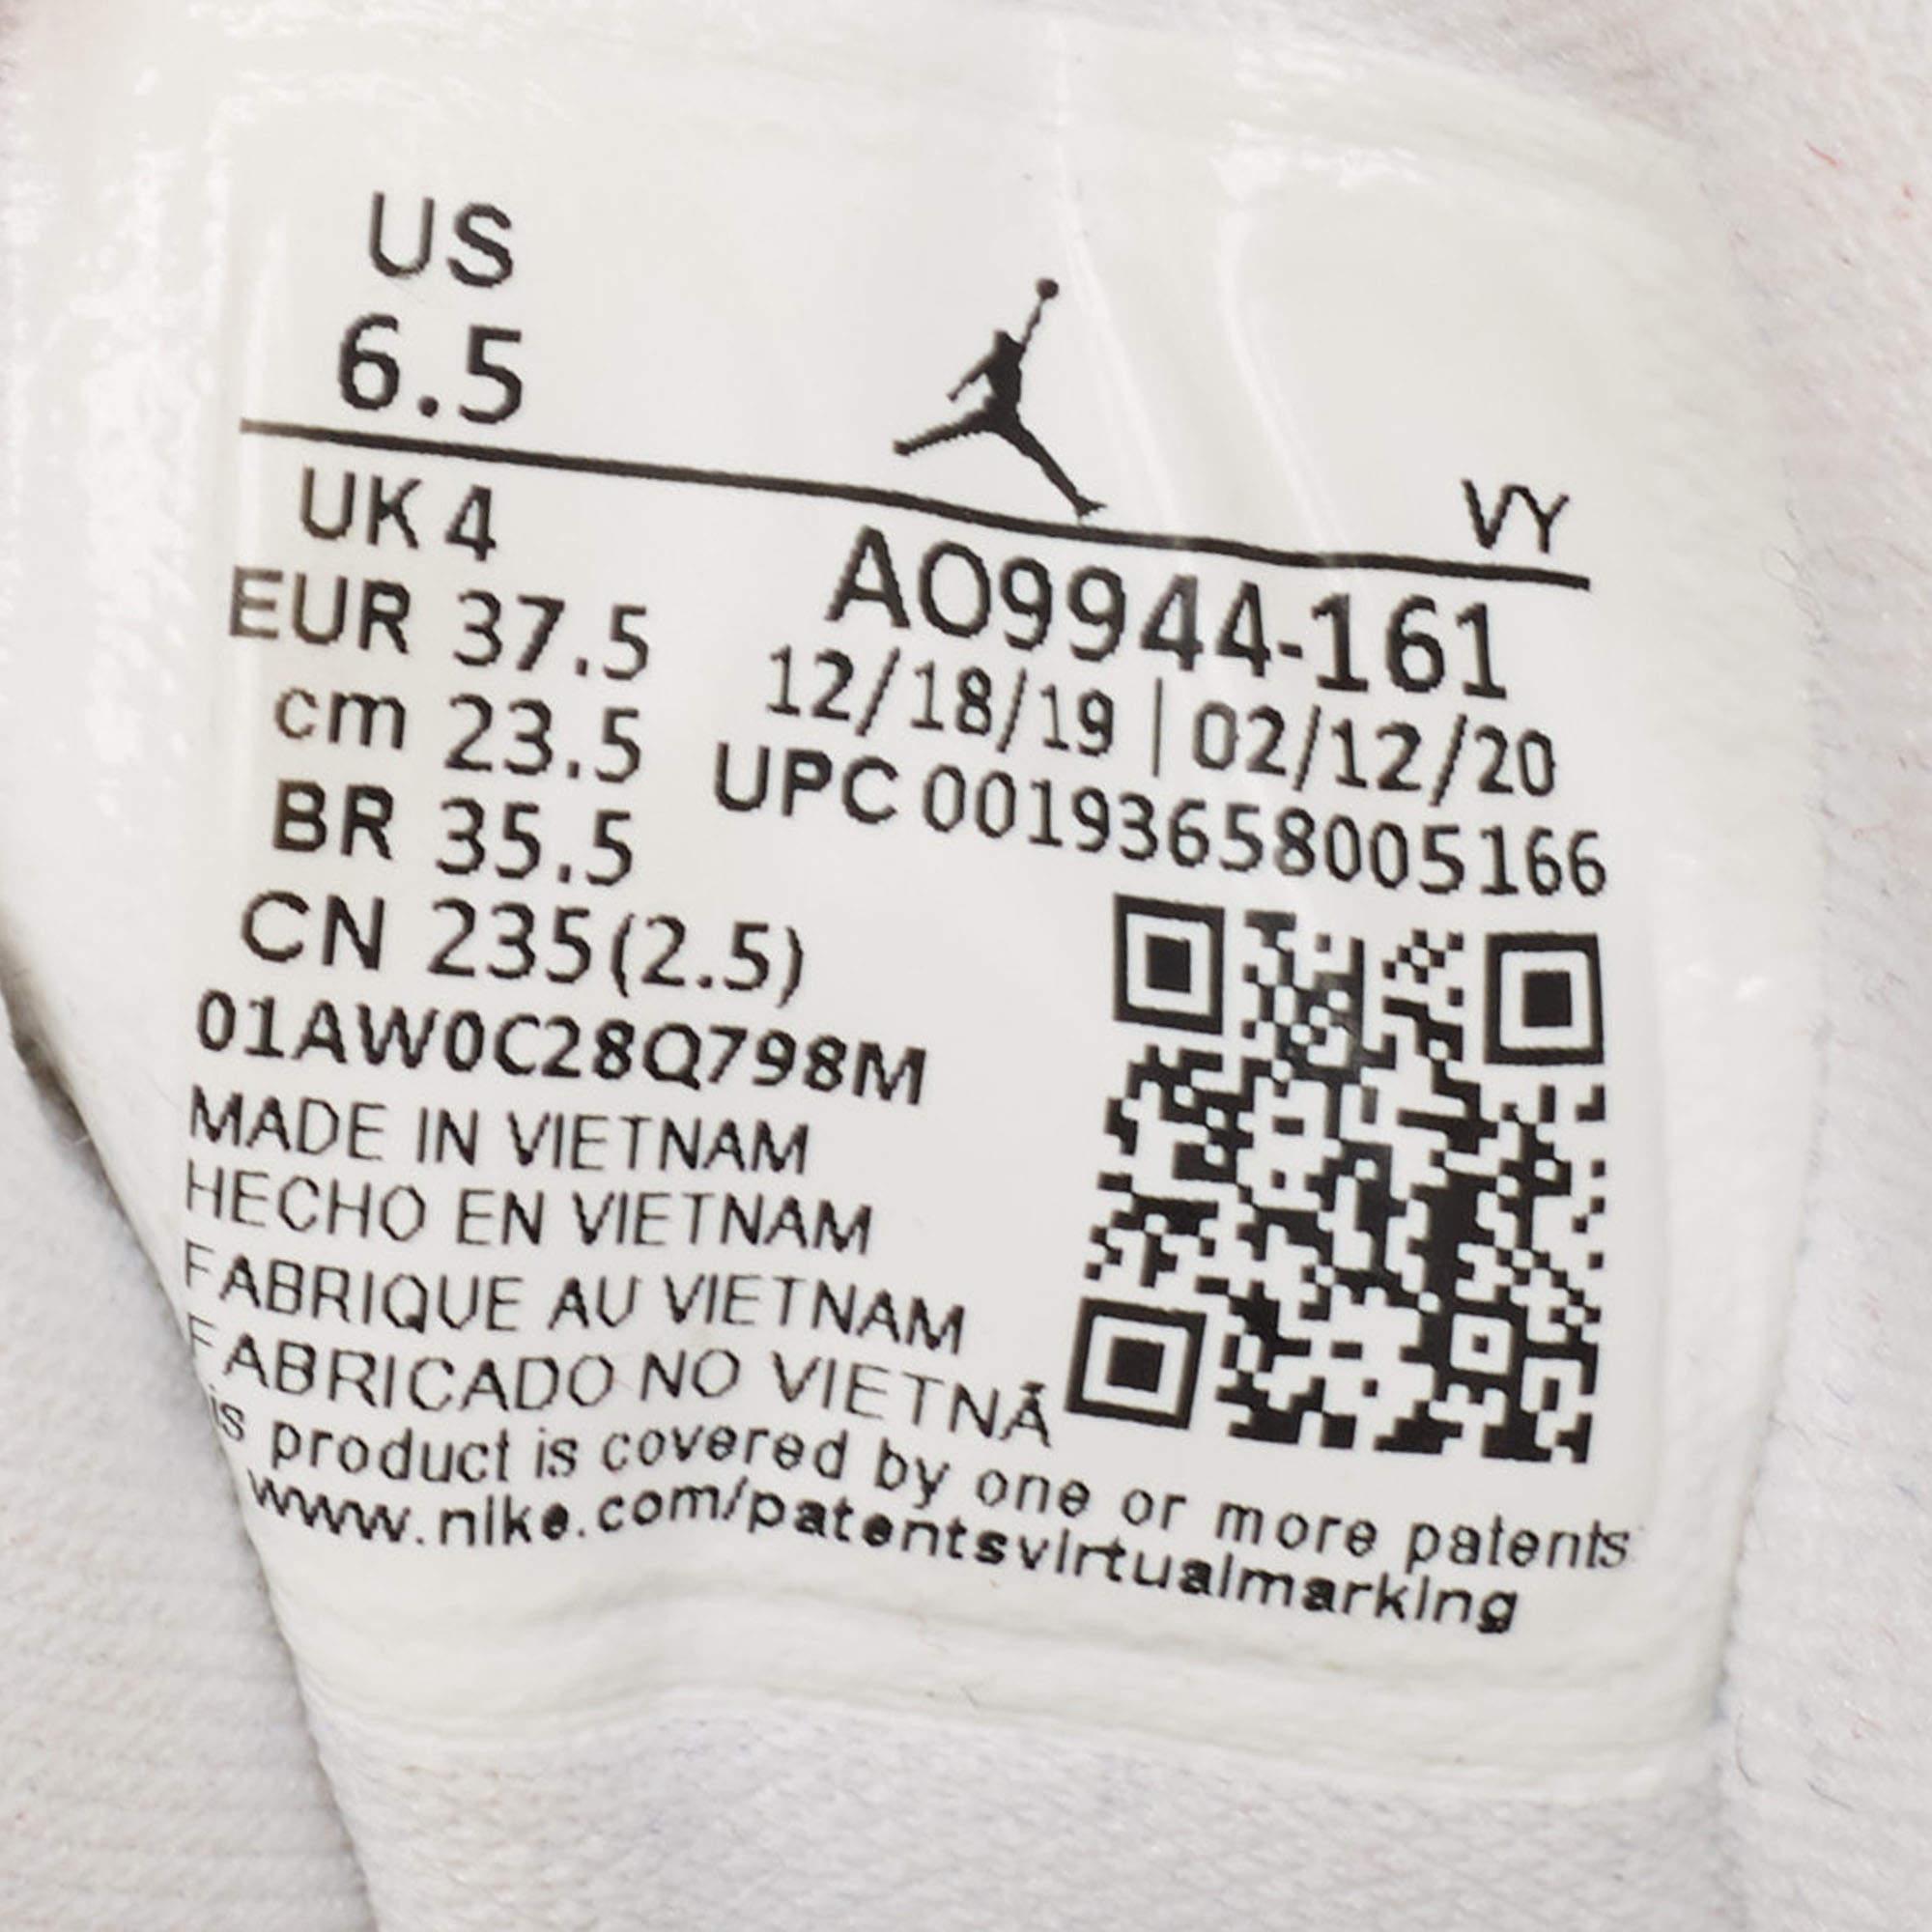 US
6.5
VY
UK 4
EUR 37.5
cm 23.5
BR 35.5
CN 235(2.5)
AO9944-161
12/18/19 | 02/12/20
UPC 00193658005166
01AW0C28Q798M
MADE IN VIETNAM
HECHO EN VIETNAM
FABRIQUE AU VIETNAM
FABRICADO NO VIETNÃ
is product is covered by one or more patents
www.nike.com/patentsvirtualmarking